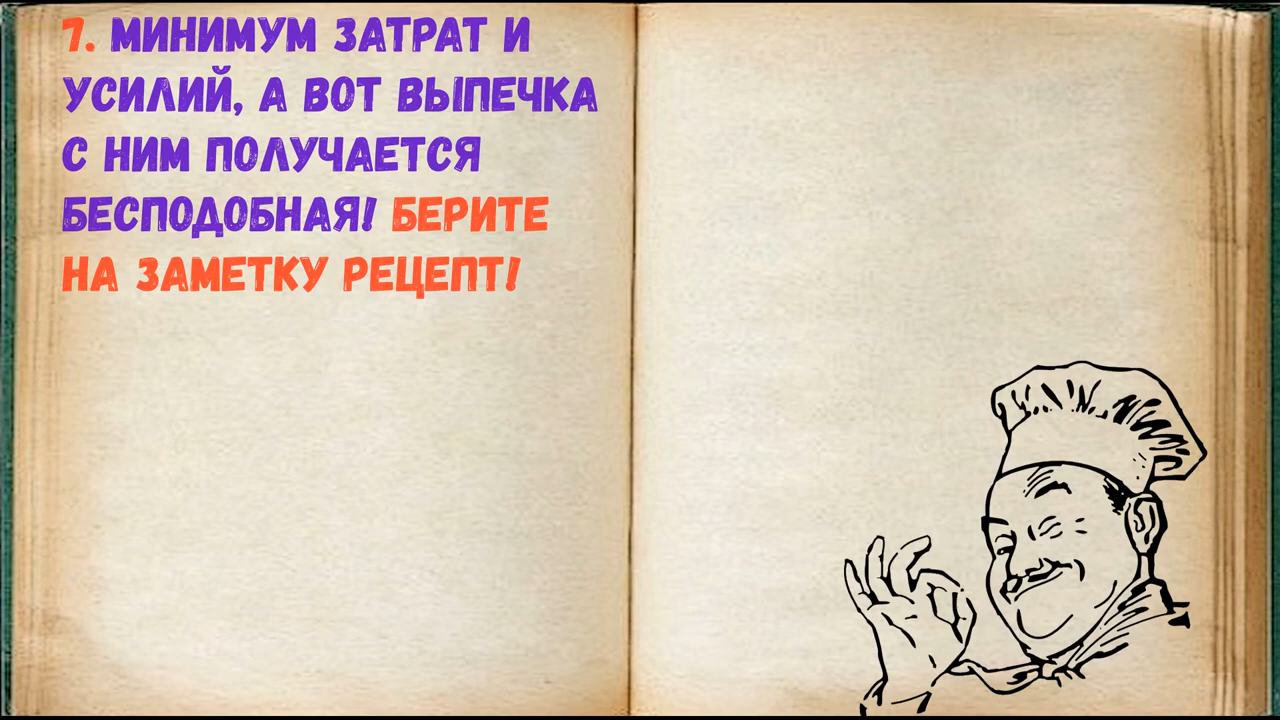 7. МИНИМУМ ЗАТРАТ И
УСИЛИЙ, А ВОТ ВЫПЕЧКА
С НИМ ПОЛУЧАЕТСЯ
БЕСПОДОБНАЯ! БЕРИТЕ
НА ЗАМЕТКУ РЕЦЕПТ!